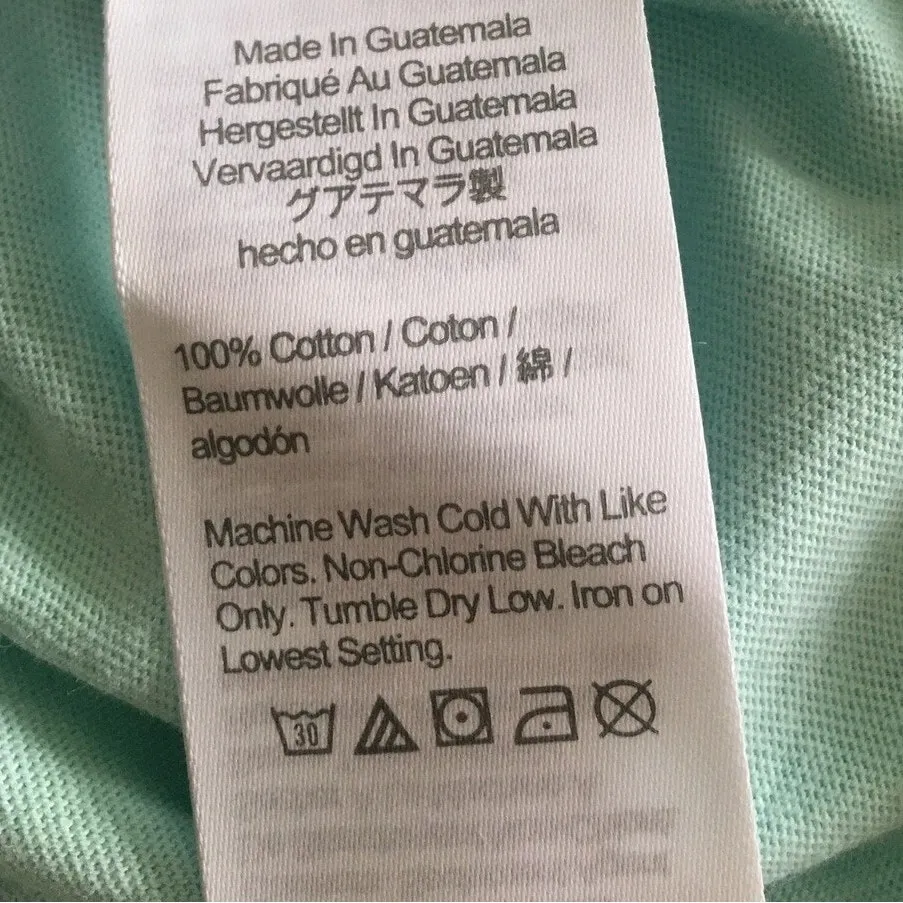 Made In Guatemala
Fabriqué Au Guatemala
Hergestellt In Guatemala
Vervaardigd In Guatemala
グアテマラ製
hecho en guatemala
100% Cotton / Coton /
Baumwolle / Katoen / 綿 /
algodón
Machine Wash Cold With Like
Colors. Non-Chlorine Bleach
Only. Tumble Dry Low. Iron on
Lowest Setting.
30